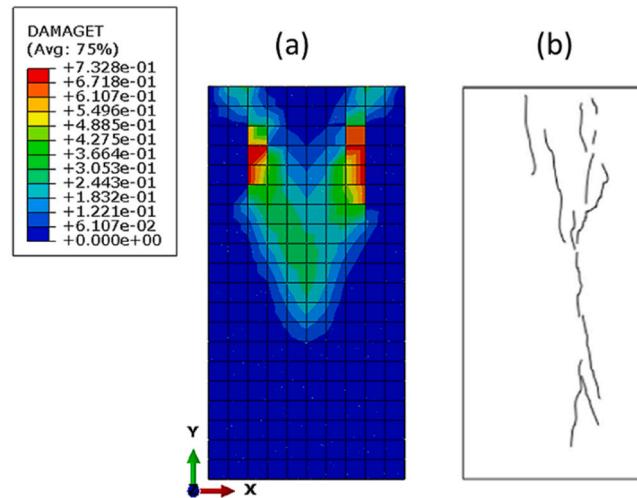 DAMAGET
(Avg: 75%)
+7.328e-01
+6.718e-01
+6.107e-01
+5.496e-01
+4.885e-01
+4.275e-01
+3.664e-01
+3.053e-01
+2.443e-01
+1.832e-01
+1.221e-01
+6.107e-02
+0.000e+00
(a)
(b)
Y
X